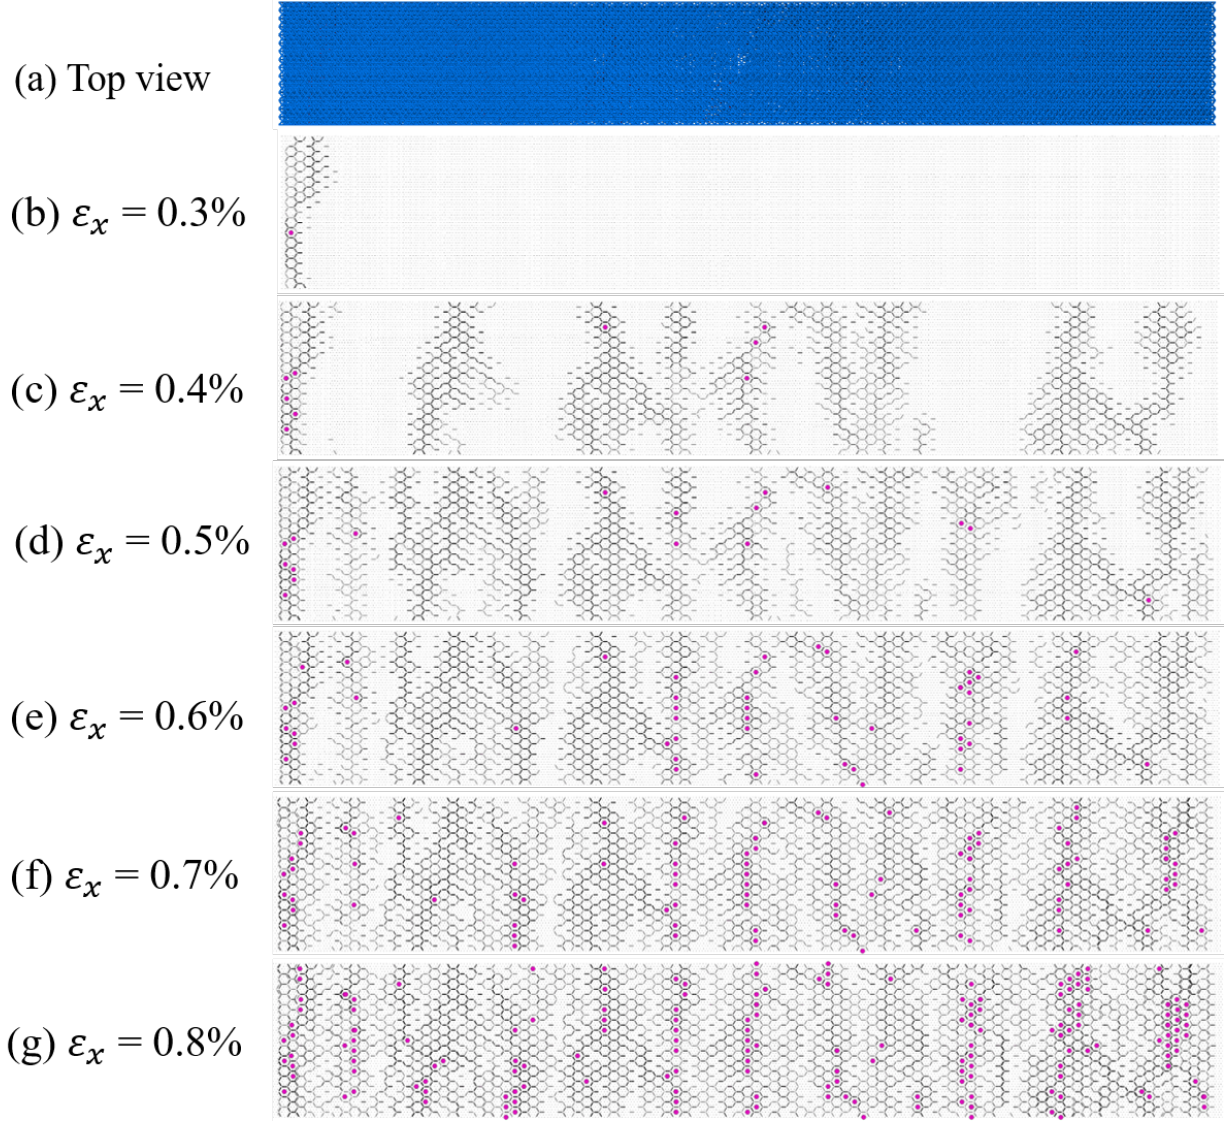 (a) Top view
(b) εₓ = 0.3%
(c) εₓ = 0.4%
(d) εₓ = 0.5%
(e) εₓ = 0.6%
(f) εₓ = 0.7%
(g) εₓ = 0.8%